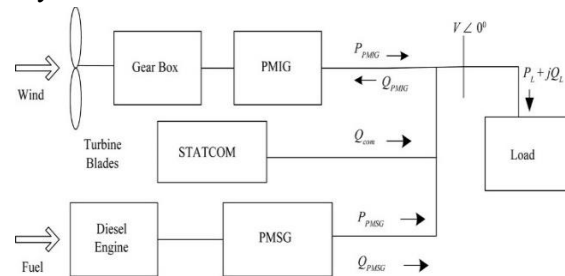 Wind
Turbine
Blades
Gear Box
PMIG
P_PMIG
Q_PMIG
V∠0⁰
P_L + jQ_L
Load
STATCOM
Q_com
Fuel
Diesel
Engine
PMSG
P_PMSG
Q_PMSG